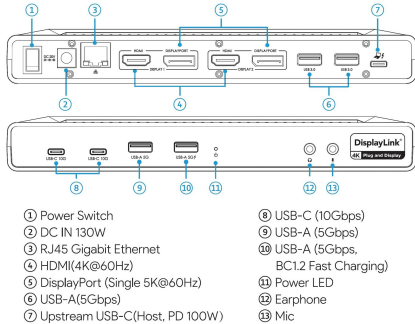 ① ③ ⑤ ⑦
DC 20V
HDMI DISPLAYPORT HDMI DISPLAYPORT
DISPLAY 1 DISPLAY 2
USB 3.0 USB 3.0
② ④ ⑥
USB-C 10G USB-C 10G USB-A 5G USB-A 5G
DisplayLink®
4K Plug and Display
⑧ ⑨ ⑩ ⑪ ⑫ ⑬
① Power Switch
② DC IN 130W
③ RJ45 Gigabit Ethernet
④ HDMI(4K@60Hz)
⑤ DisplayPort (Single 5K@60Hz)
⑥ USB-A(5Gbps)
⑦ Upstream USB-C(Host, PD 100W)
⑧ USB-C (10Gbps)
⑨ USB-A (5Gbps)
⑩ USB-A (5Gbps,
BC1.2 Fast Charging)
⑪ Power LED
⑫ Earphone
⑬ Mic